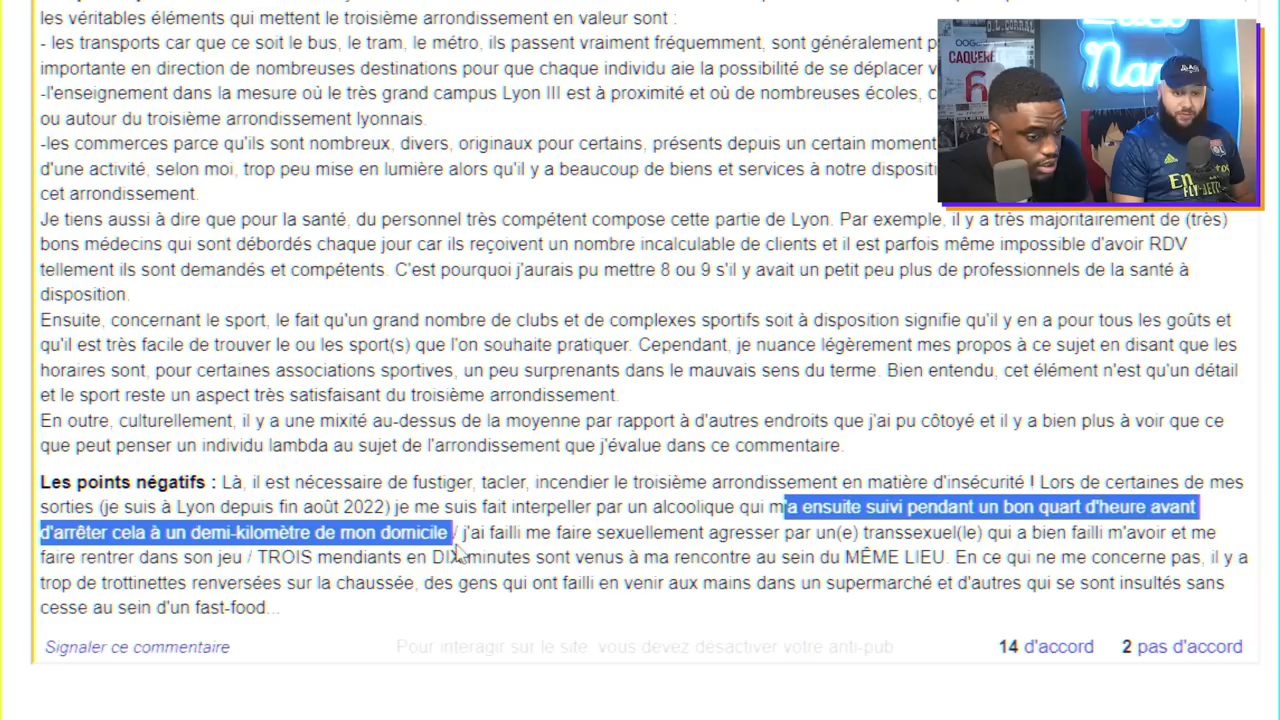 les véritables éléments qui mettent le troisième arrondissement en valeur sont :
- les transports car que ce soit le bus, le tram, le métro, ils passent vraiment fréquemment, sont généralement
importante en direction de nombreuses destinations pour que chaque individu aie la possibilité de se déplacer
-l'enseignement dans la mesure où le très grand campus Lyon III est à proximité et où de nombreuses écoles,
ou autour du troisième arrondissement lyonnais.
-les commerces parce qu'ils sont nombreux, divers, originaux pour certains, présents depuis un certain moment
d'une activité, selon moi, trop peu mise en lumière alors qu'il y a beaucoup de biens et services à notre
cet arrondissement.
Je tiens aussi à dire que pour la santé, du personnel très compétent compose cette partie de Lyon. Par exemple, il y a très majoritairement de (très)
bons médecins qui sont débordés chaque jour car ils reçoivent un nombre incalculable de clients et il est parfois même impossible d'avoir RDV
tellement ils sont demandés et compétents. C'est pourquoi j'aurais pu mettre 8 ou 9 s'il y avait un petit peu plus de professionnels de la santé à
disposition.
Ensuite, concernant le sport, le fait qu'un grand nombre de clubs et de complexes sportifs soit à disposition signifie qu'il y en a pour tous les goûts et
qu'il est très facile de trouver le ou les sport(s) que l'on souhaite pratiquer. Cependant, je nuance légèrement mes propos à ce sujet en disant que les
horaires sont, pour certaines associations sportives, un peu surprenants dans le mauvais sens du terme. Bien entendu, cet élément n'est qu'un détail
et le sport reste un aspect très satisfaisant du troisième arrondissement.
En outre, culturellement, il y a une mixité au-dessus de la moyenne par rapport à d'autres endroits que j'ai pu côtoyé et il y a bien plus à voir que ce
que peut penser un individu lambda au sujet de l'arrondissement que j'évalue dans ce commentaire.
Les points négatifs : Là, il est nécessaire de fustiger, tacler, incendier le troisième arrondissement en matière d'insécurité ! Lors de certaines de mes
sorties (je suis à Lyon depuis fin août 2022) je me suis fait interpeller par un alcoolique qui m'a ensuite suivi pendant un bon quart d'heure avant
d'arrêter cela à un demi-kilomètre de mon domicile / j'ai failli me faire sexuellement agresser par un(e) transsexuel(le) qui a bien failli m'avoir et me
faire rentrer dans son jeu / TROIS mendiants en DIX minutes sont venus à ma rencontre au sein du MÊME LIEU. En ce qui ne me concerne pas, il y a
trop de trottinettes renversées sur la chaussée, des gens qui ont failli en venir aux mains dans un supermarché et d'autres qui se sont insultés sans
cesse au sein d'un fast-food...
Signaler ce commentaire
Pour interagir sur le site, vous devez désactiver votre anti-pub
14 d'accord 2 pas d'accord